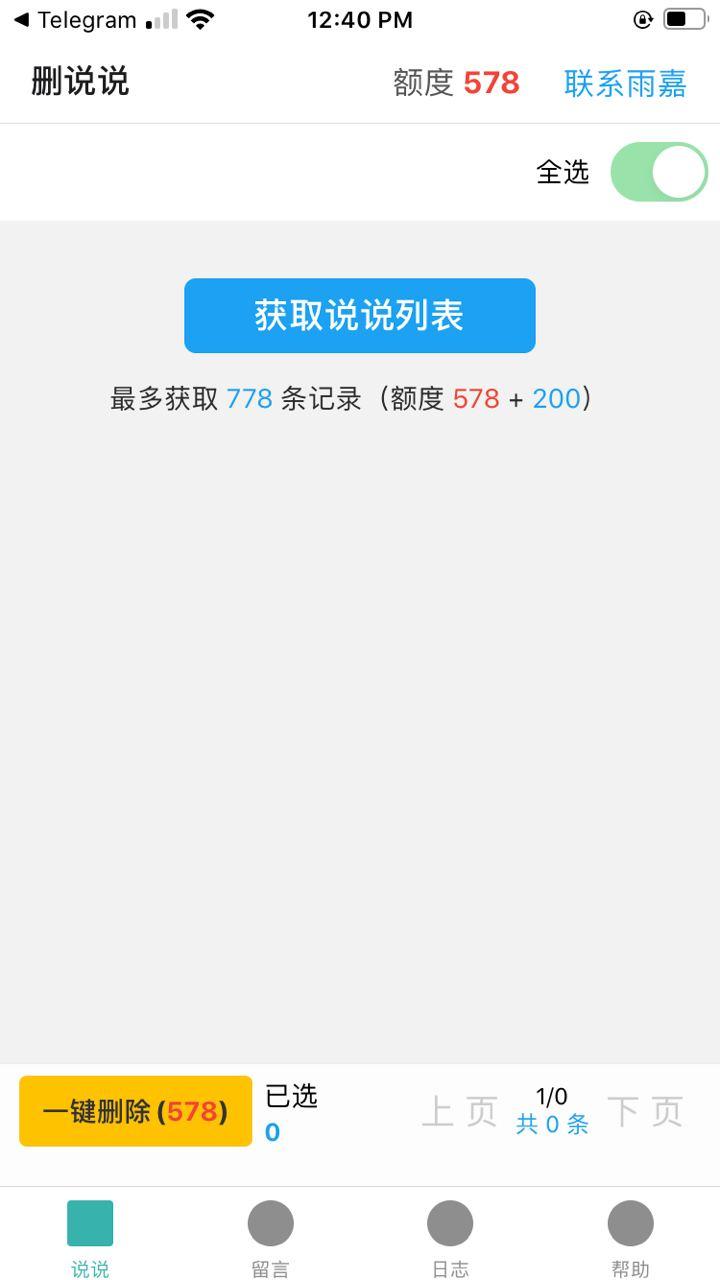 Telegram 12:40 PM
删说说 额度 578 联系雨嘉
全选
获取说说列表
最多获取 778 条记录（额度 578 + 200）
一键删除 (578) 已选 0 上 页 1/0 共 0 条 下 页
说说 留言 日志 帮助